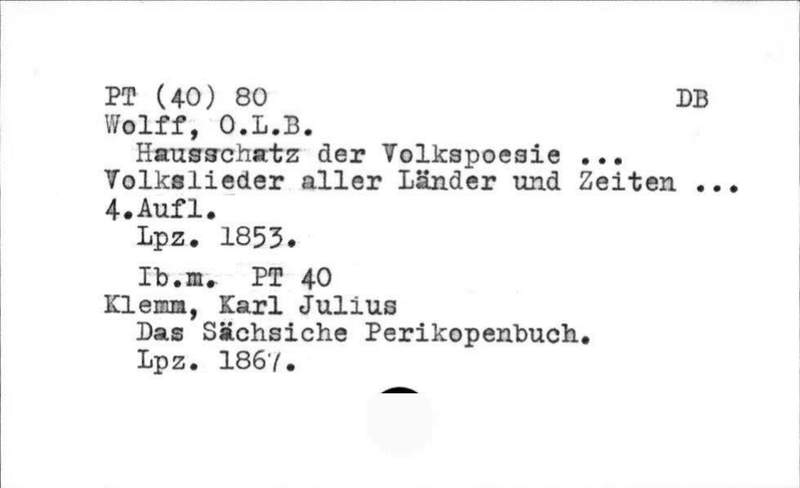 PT (40) 80 DB
Wolff, O.L.B.
Hausschatz der Volkspoesie ...
Volkslieder aller Länder und Zeiten ...
4.Aufl.
Lpz. 1853.
Ib.m. PT 40
Klemm, Karl Julius
Das Sächsiche Perikopenbuch.
Lpz. 1867.